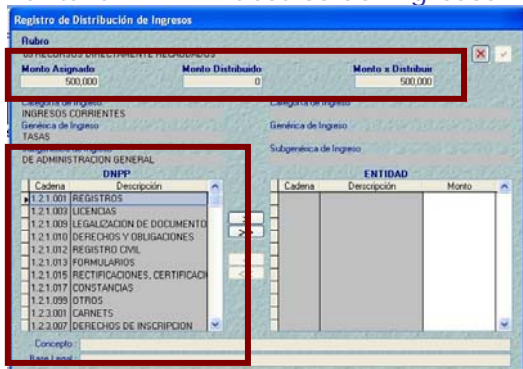 Registro de Distribución de Ingresos
Rubro
09 RECURSOS DIRECTAMENTE RECAUDADOS
Monto Asignado Monto Distribuido Monto x Distribuir
500,000 0 500,000
Categoría de Ingreso Categoría de Ingreso
INGRESOS CORRIENTES
Genérica de Ingreso Genérica de Ingreso
TASAS
Subgenérica de Ingreso Subgenérica de Ingreso
DE ADMINISTRACION GENERAL
DNPP ENTIDAD
Cadena Descripción Cadena Descripción Monto
1.2.1.001 REGISTROS
1.2.1.003 LICENCIAS
1.2.1.009 LEGALIZACION DE DOCUMENTO
1.2.1.010 DERECHOS Y OBLIGACIONES
1.2.1.012 REGISTRO CIVIL
1.2.1.013 FORMULARIOS
1.2.1.015 RECTIFICACIONES, CERTIFICACI
1.2.1.017 CONSTANCIAS
1.2.1.099 OTROS
1.2.3.001 CARNETS
1.2.3.007 DERECHOS DE INSCRIPCION
>
>>
<
<<
Concepto:
Base Legal: